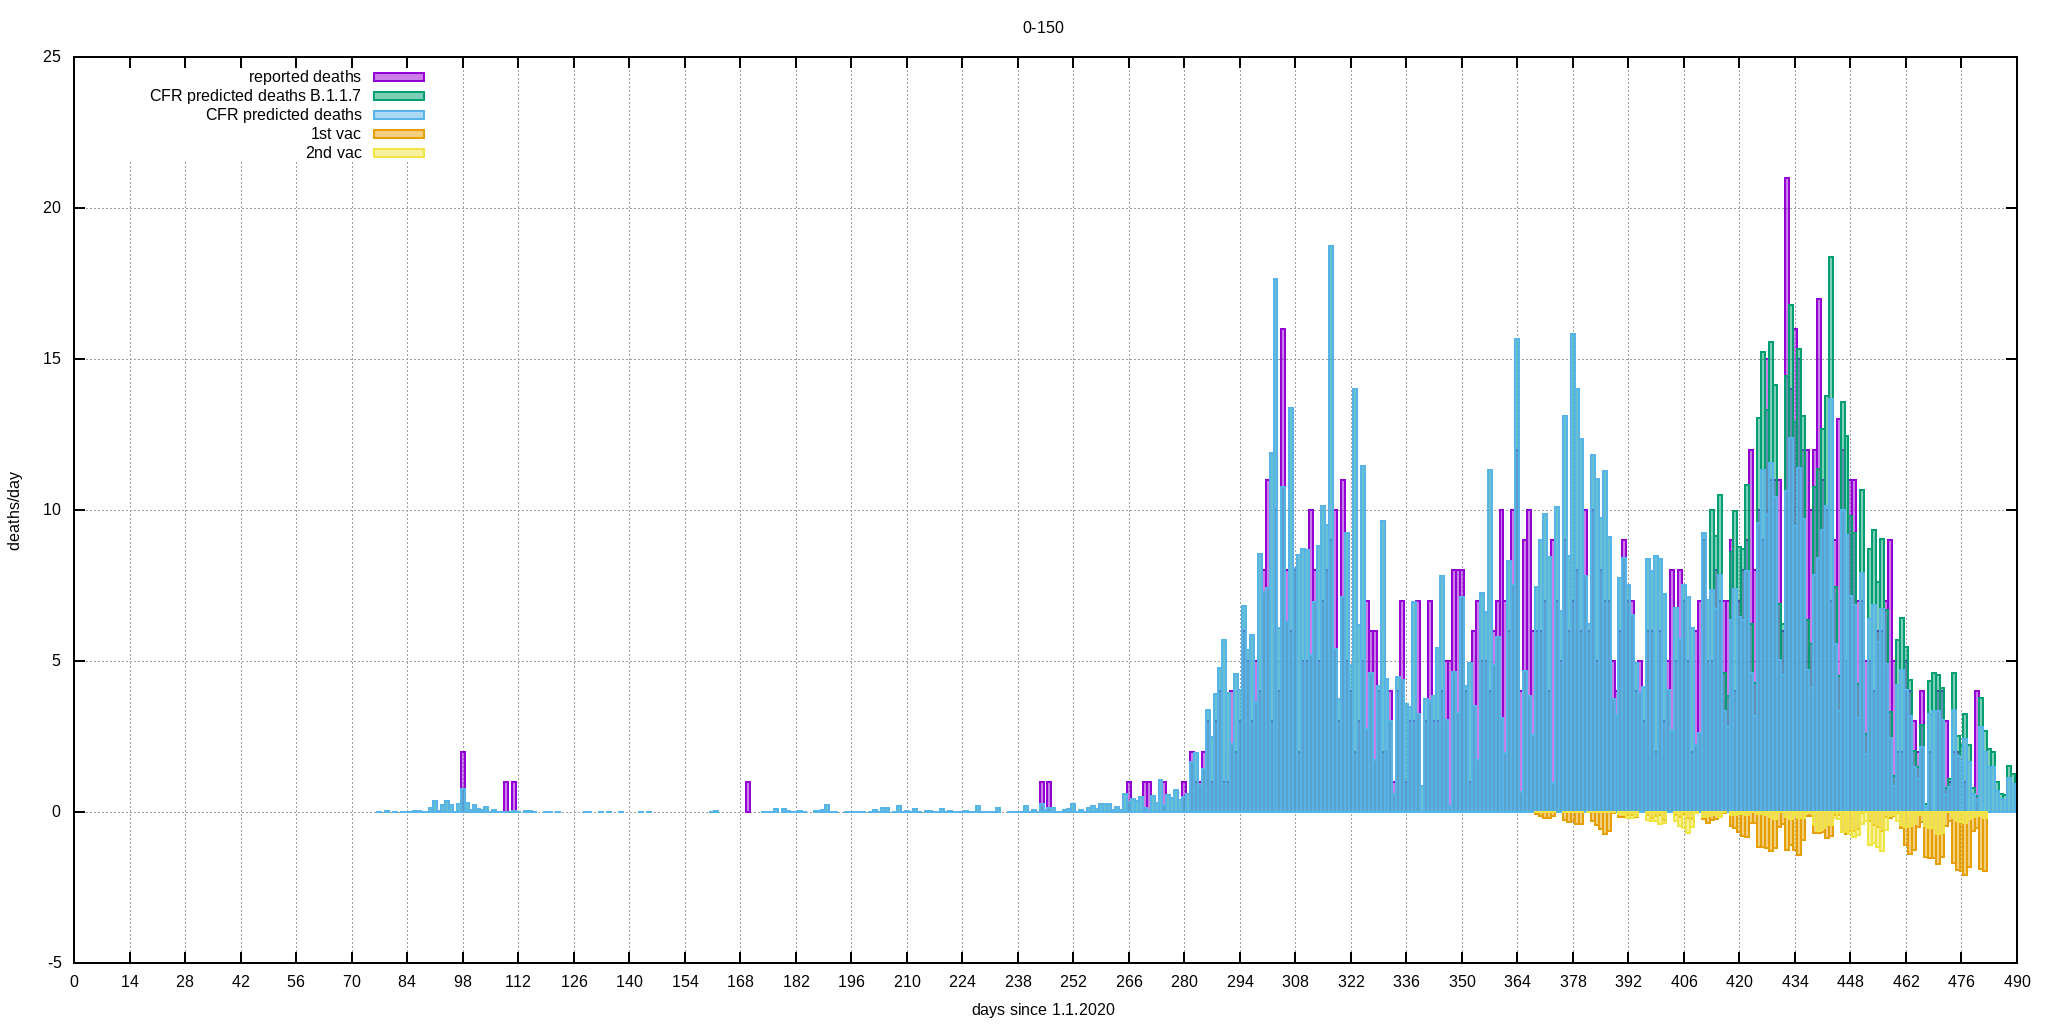 0-150
25
20
15
10
5
0
-5
reported deaths
CFR predicted deaths B.1.1.7
CFR predicted deaths
1st vac
2nd vac
deaths/day
0 14 28 42 56 70 84 98 112 126 140 154 168 182 196 210 224 238 252 266 280 294 308 322 336 350 364 378 392 406 420 434 448 462 476 490
days since 1.1.2020